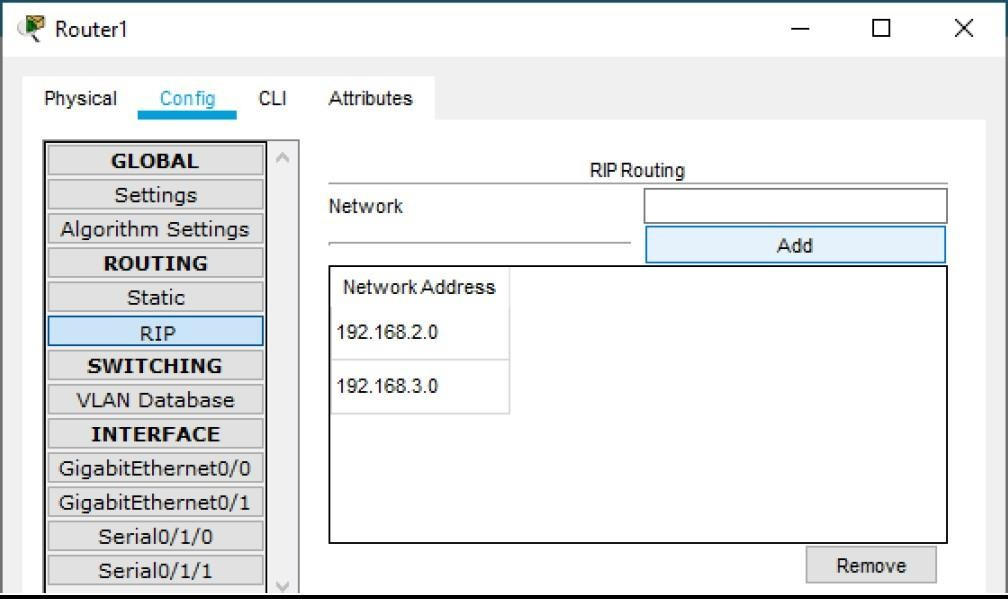 Router1
Physical Config CLI Attributes
GLOBAL
Settings
Algorithm Settings
ROUTING
Static
RIP
SWITCHING
VLAN Database
INTERFACE
GigabitEthernet0/0
GigabitEthernet0/1
Serial0/1/0
Serial0/1/1
RIP Routing
Network
Add
Network Address
192.168.2.0
192.168.3.0
Remove